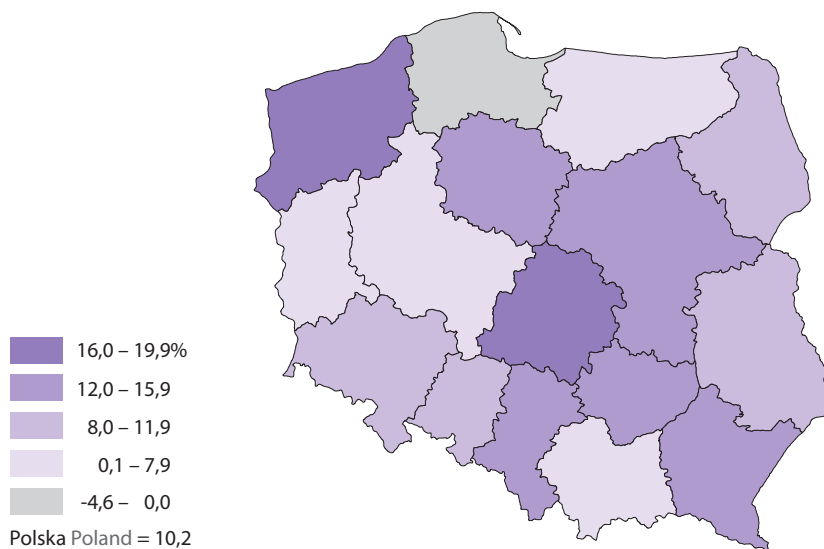 16,0 – 19,9%
12,0 – 15,9
8,0 – 11,9
0,1 – 7,9
-4,6 – 0,0
Polska Poland = 10,2